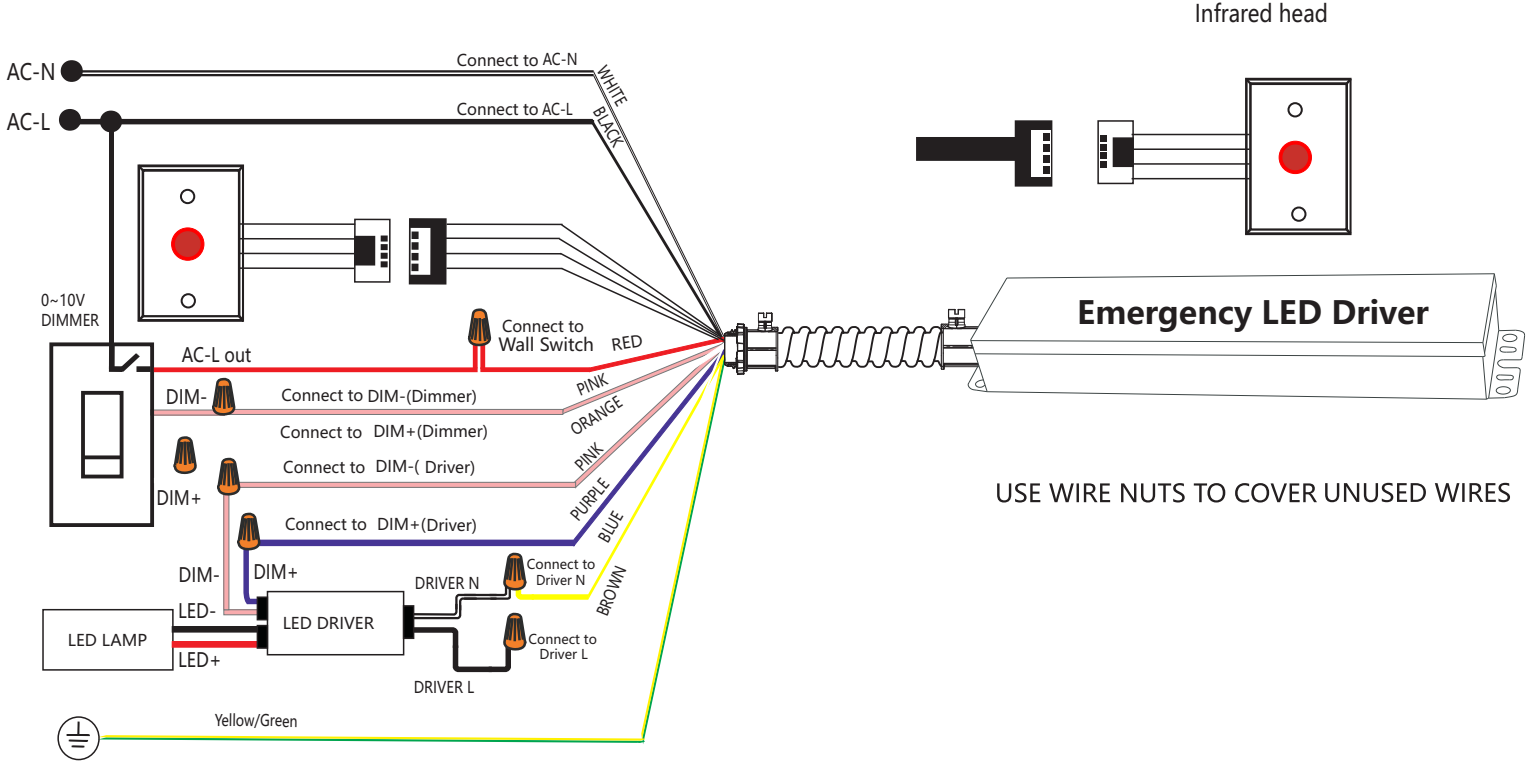 Infrared head
AC-N
Connect to AC-N
WHITE
AC-L
Connect to AC-L
BLACK
0~10V
DIMMER
Emergency LED Driver
AC-L out
Connect to
Wall Switch
RED
DIM-
Connect to DIM-(Dimmer)
PINK
Connect to DIM+(Dimmer)
ORANGE
DIM+
Connect to DIM-( Driver)
PINK
USE WIRE NUTS TO COVER UNUSED WIRES
Connect to DIM+(Driver)
PURPLE
BLUE
DIM-
DIM+
DRIVER N
Connect to
Driver N
BROWN
LED-
LED LAMP
LED DRIVER
Connect to
Driver L
LED+
DRIVER L
Yellow/Green